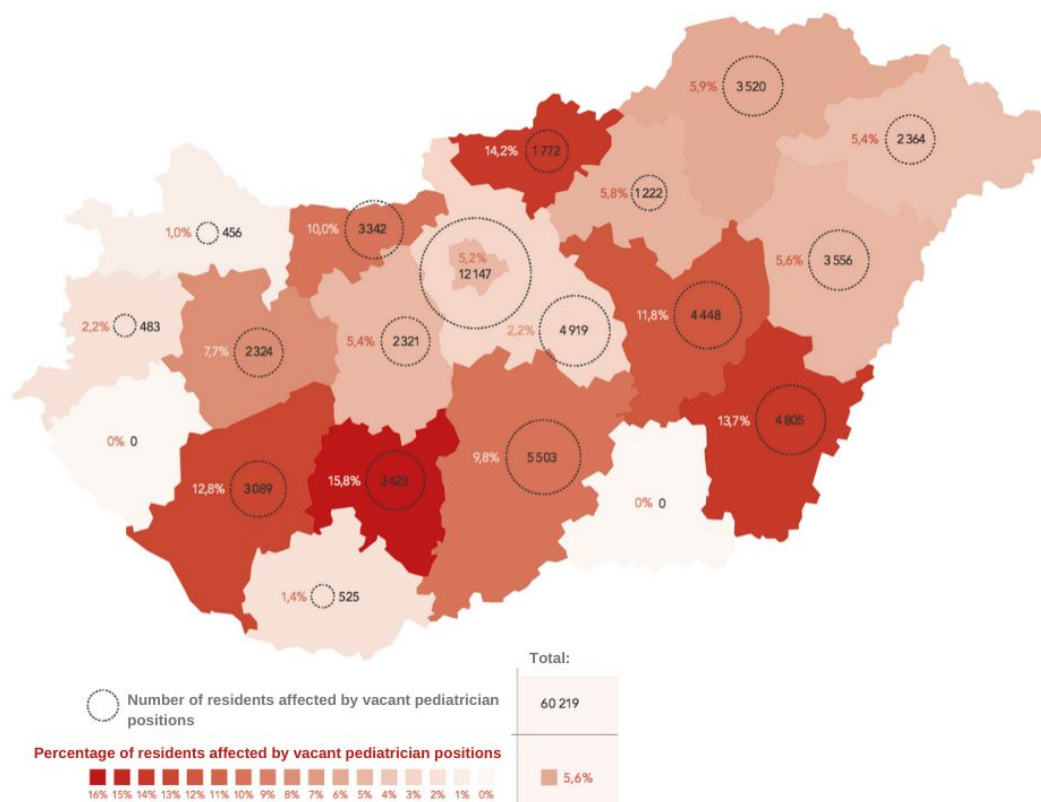 5,9% 3 520
5,4% 2 364
14,2% 1 772
5,8% 1 222
1,0% 456
10,0% 3 342
5,2%
12 147
5,6% 3 556
2,2% 483
7,7% 2 324
5,4% 2 321
2,2% 4 919
11,8% 4 448
0% 0
12,8% 3 089
15,8% 3 423
9,8% 5 503
13,7% 4 805
0% 0
1,4% 525
Total:
Number of residents affected by vacant pediatrician
positions
60 219
Percentage of residents affected by vacant pediatrician positions
16% 15% 14% 13% 12% 11% 10% 9% 8% 7% 6% 5% 4% 3% 2% 1% 0%
5,6%